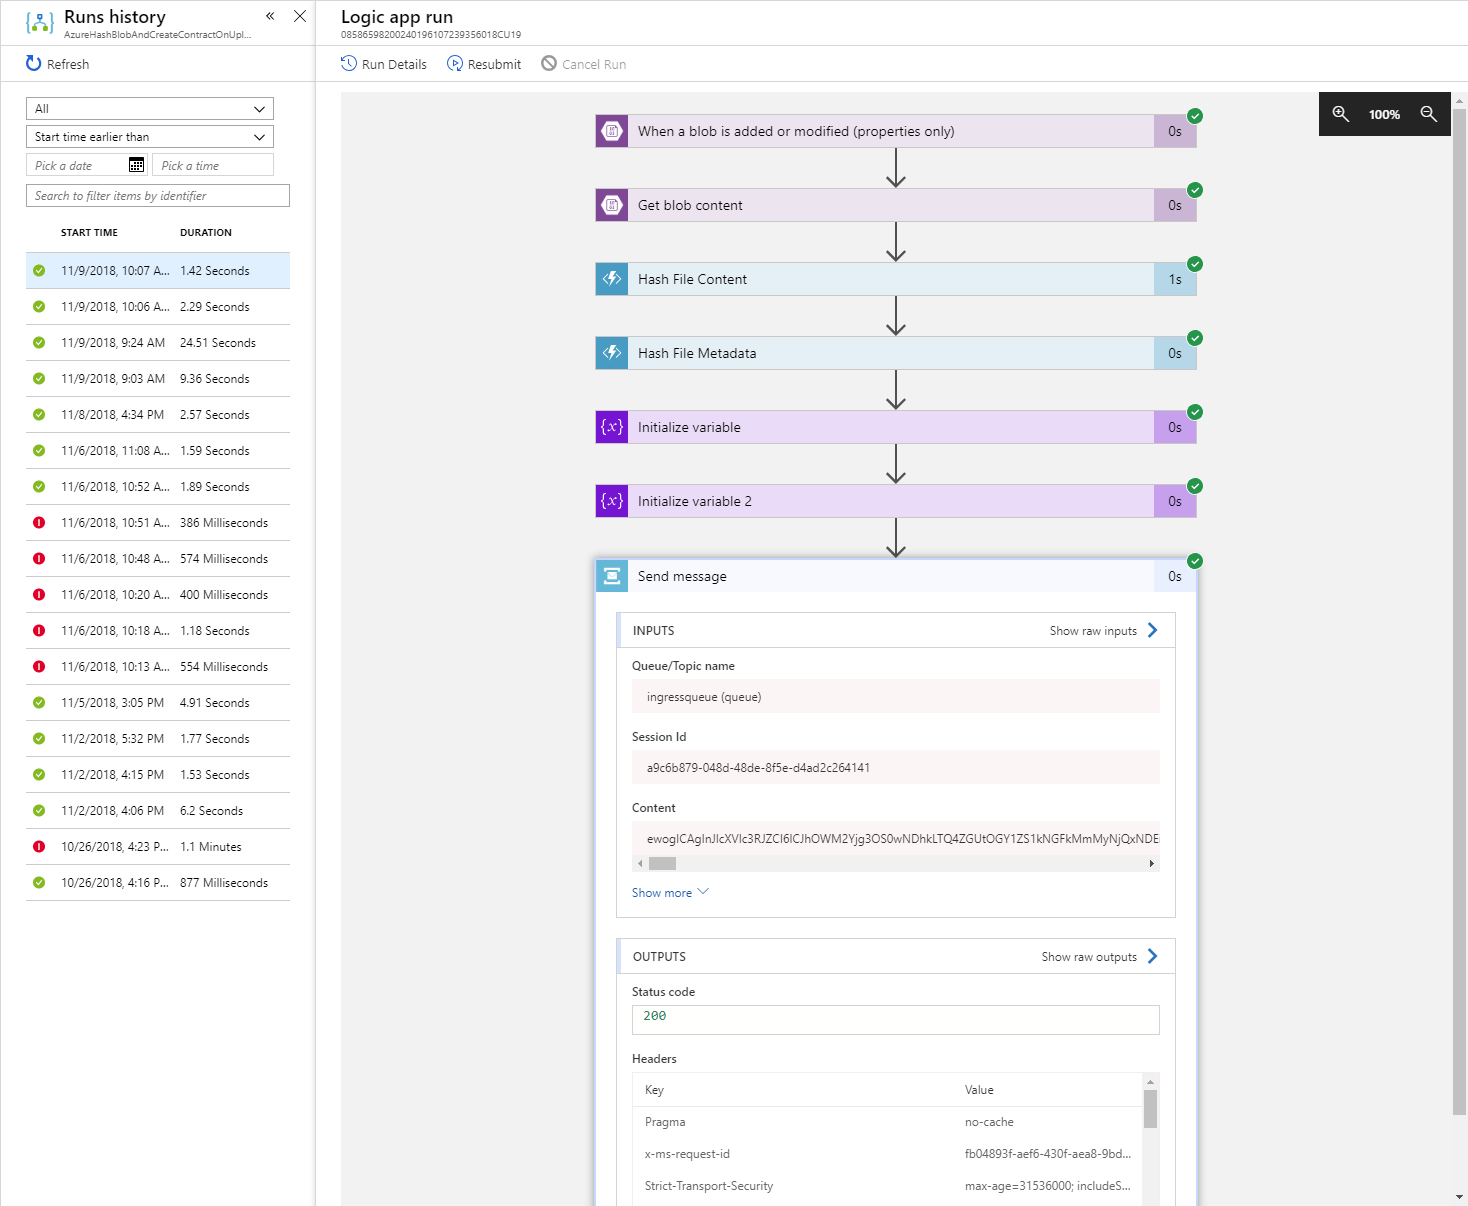 Runs history
AzureHashBlobAndCreateContractOnUpl...
Refresh
All
Start time earlier than
Pick a date
Pick a time
Search to filter items by identifier
START TIME DURATION
11/9/2018, 10:07 A... 1.42 Seconds
11/9/2018, 10:06 A... 2.29 Seconds
11/9/2018, 9:24 AM 24.51 Seconds
11/9/2018, 9:03 AM 9.36 Seconds
11/8/2018, 4:34 PM 2.57 Seconds
11/6/2018, 11:08 A... 1.59 Seconds
11/6/2018, 10:52 A... 1.89 Seconds
11/6/2018, 10:51 A... 386 Milliseconds
11/6/2018, 10:48 A... 574 Milliseconds
11/6/2018, 10:20 A... 400 Milliseconds
11/6/2018, 10:18 A... 1.18 Seconds
11/6/2018, 10:13 A... 554 Milliseconds
11/5/2018, 3:05 PM 4.91 Seconds
11/2/2018, 5:32 PM 1.77 Seconds
11/2/2018, 4:15 PM 1.53 Seconds
11/2/2018, 4:06 PM 6.2 Seconds
10/26/2018, 4:23 P... 1.1 Minutes
10/26/2018, 4:16 P... 877 Milliseconds
Logic app run
08586598200240196107239356018CU19
Run Details
Resubmit
Cancel Run
100%
When a blob is added or modified (properties only) 0s
Get blob content 0s
Hash File Content 1s
Hash File Metadata 0s
{x} Initialize variable 0s
{x} Initialize variable 2 0s
Send message 0s
INPUTS Show raw inputs
Queue/Topic name
ingressqueue (queue)
Session Id
a9c6b879-048d-48de-8f5e-d4ad2c264141
Content
ewogICAgInJlcXVlc3RJZCI6ICJhOWM2Yjg3OS0wNDhkLTQ4ZGUtOGY1ZS1kNGFkMmMyNjQxNDE
Show more
OUTPUTS Show raw outputs
Status code
200
Headers
Key Value
Pragma no-cache
x-ms-request-id fb04893f-aef6-430f-aea8-9bd...
Strict-Transport-Security max-age=31536000; includeS...